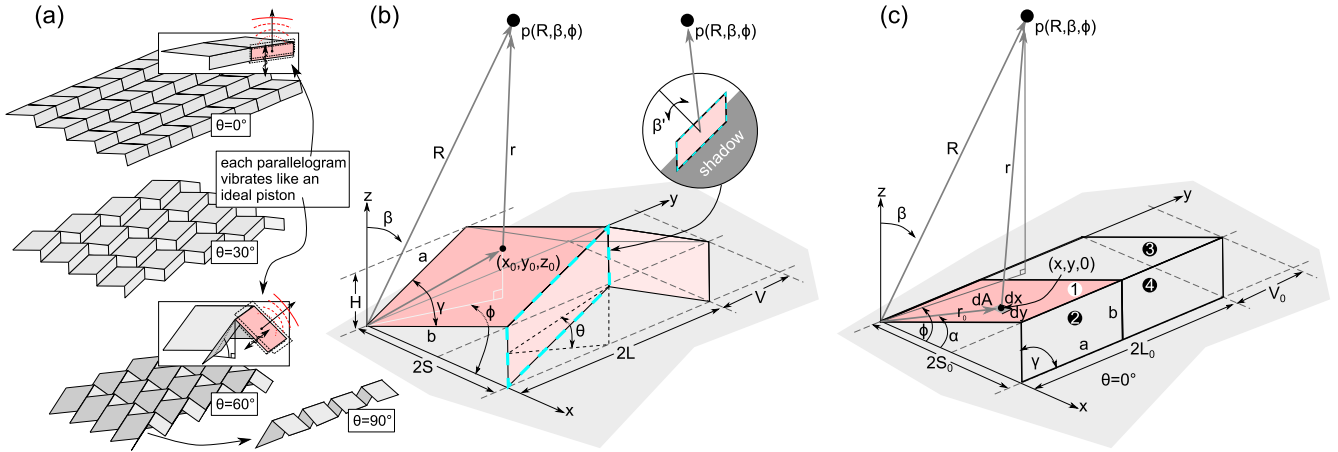 (a)
θ=0°
each parallelogram
vibrates like an
ideal piston
θ=30°
θ=60°
θ=90°
(b)
p(R,β,ϕ)
p(R,β,ϕ)
β'
shadow
R
r
z
β
y
a
(x₀,y₀,z₀)
H
γ
ϕ
b
θ
V
2S
2L
x
(c)
p(R,β,ϕ)
R
r
z
β
y
(x,y,0)
3
4
1
2
dA
dx
dy
r₀
ϕ
α
b
a
γ
V₀
2S₀
2L₀
θ=0°
x